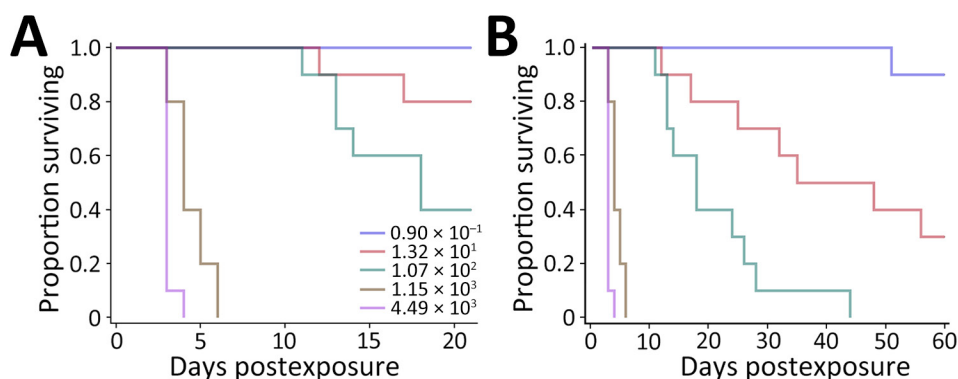 A
B
Proportion surviving
1.0
0.8
0.6
0.4
0.2
0
0.90 × 10⁻¹
1.32 × 10¹
1.07 × 10²
1.15 × 10³
4.49 × 10³
0 5 10 15 20
Days postexposure
Proportion surviving
1.0
0.8
0.6
0.4
0.2
0
0 10 20 30 40 50 60
Days postexposure